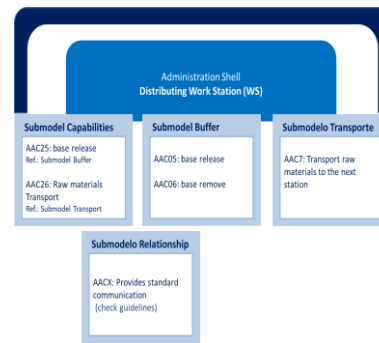 Administration Shell
Distributing Work Station (WS)
Submodel Capabilities
AAC25: base release
Ref.: Submodel Buffer
AAC26: Raw materials
Transport
Ref.: Submodel Transport
Submodel Buffer
AAC05: base release
AAC06: base remove
Submodelo Transporte
AAC7: Transport raw
materials to the next
station
Submodelo Relationship
AACX: Provides standard
communication
(check guidelines)